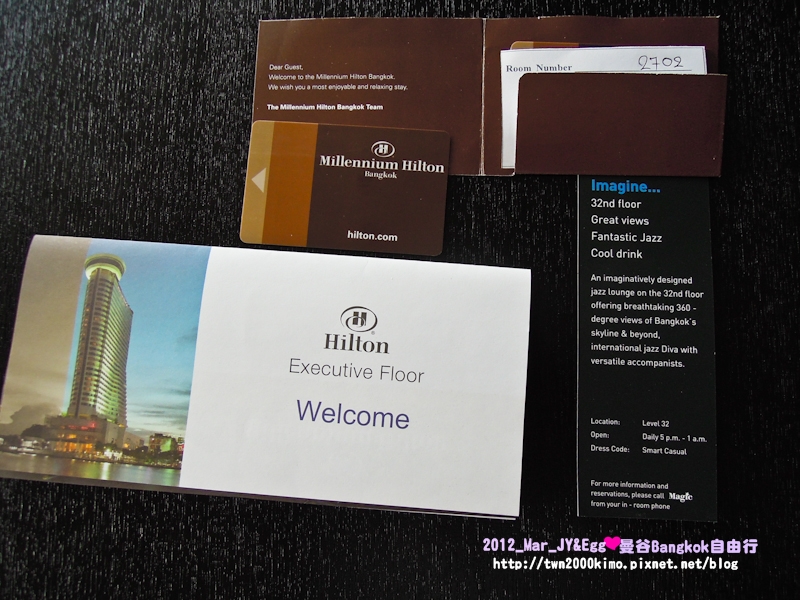 Dear Guest,
Welcome to the Millennium Hilton Bangkok.
We wish you a most enjoyable and relaxing stay.
The Millennium Hilton Bangkok Team
Room Number 2702
Millennium Hilton
Bangkok
hilton.com
Imagine...
32nd floor
Great views
Fantastic Jazz
Cool drink
An imaginatively designed
jazz lounge on the 32nd floor
offering breathtaking 360 -
degree views of Bangkok's
skyline & beyond,
international jazz Diva with
versatile accompanists.
Location: Level 32
Open: Daily 5 p.m. - 1 a.m.
Dress Code: Smart Casual
For more information and
reservations, please call Magic
from your in - room phone
Hilton
Executive Floor
Welcome
2012_Mar_JY&Egg❤曼谷Bangkok自由行
http://twn2000kimo.pixnet.net/blog